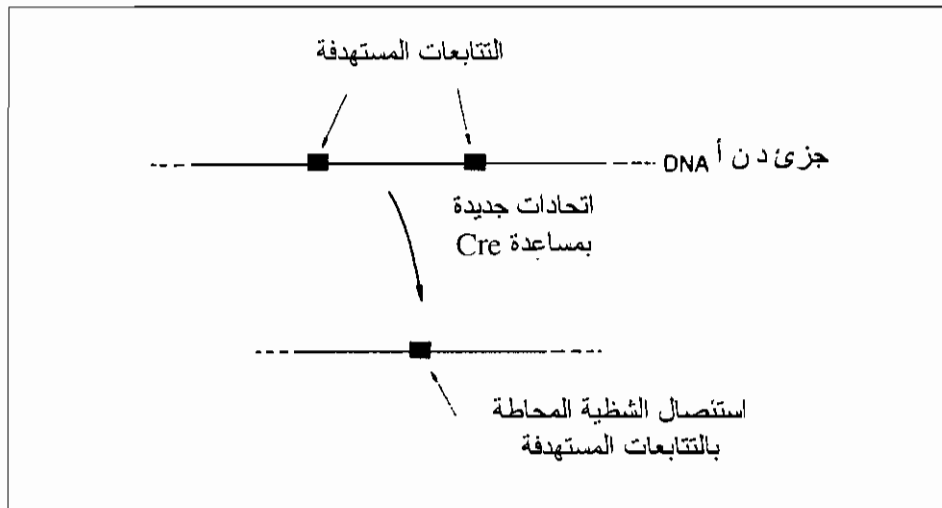 التتابعات المستهدفة
جزئ د ن أ DNA
اتحادات جديدة
بمساعدة Cre
استئصال الشظية المحاطة
بالتتابعات المستهدفة